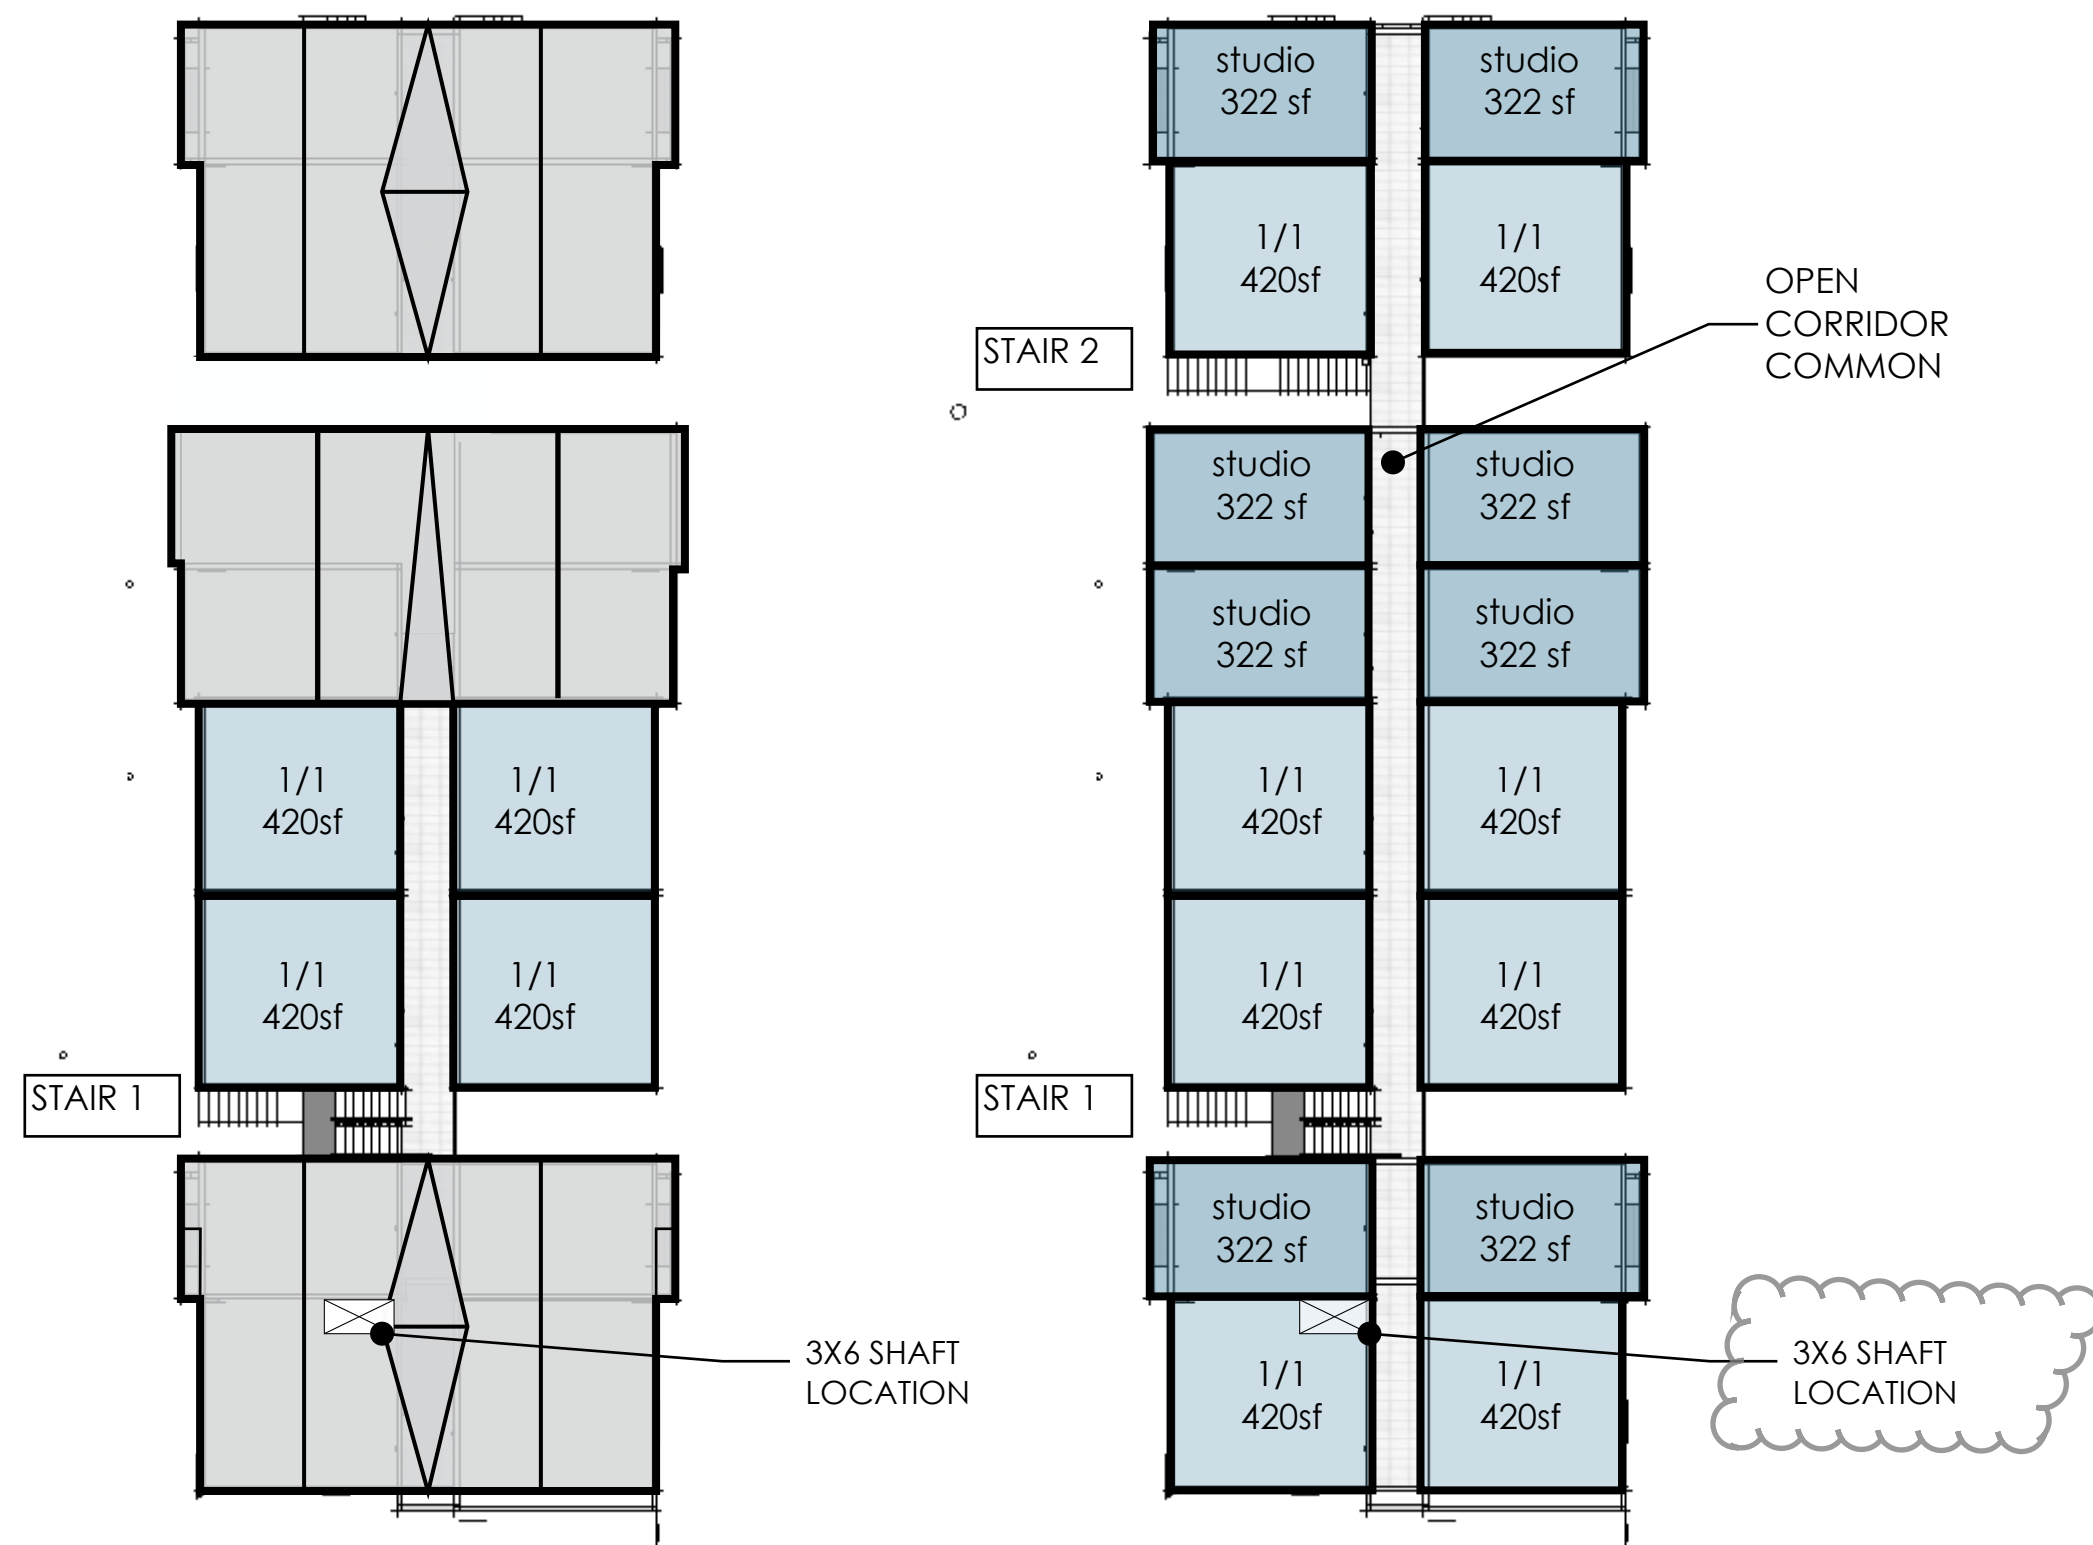 1/1
420sf
1/1
420sf
1/1
420sf
1/1
420sf
STAIR 1
3X6 SHAFT
LOCATION
studio
322 sf
studio
322 sf
1/1
420sf
1/1
420sf
OPEN
CORRIDOR
COMMON
STAIR 2
studio
322 sf
studio
322 sf
studio
322 sf
studio
322 sf
1/1
420sf
1/1
420sf
1/1
420sf
1/1
420sf
STAIR 1
studio
322 sf
studio
322 sf
1/1
420sf
1/1
420sf
3X6 SHAFT
LOCATION